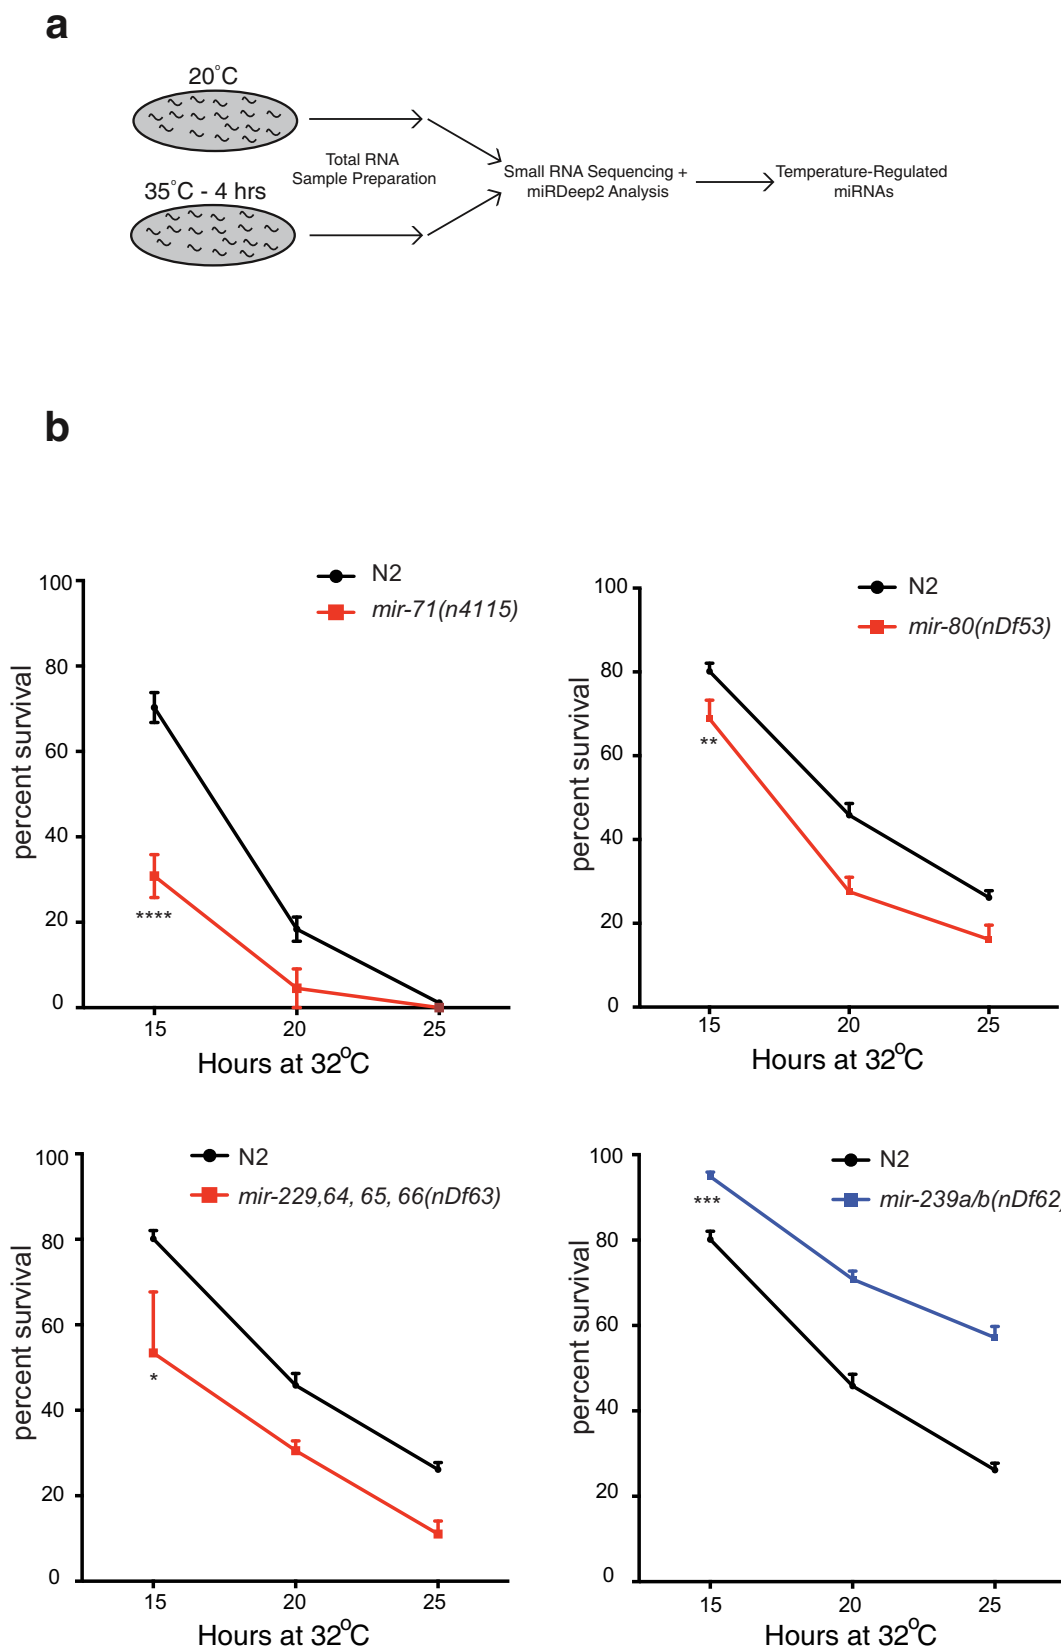 a
20°C
Total RNA
Sample Preparation
35°C - 4 hrs
Small RNA Sequencing +
miRDeep2 Analysis
Temperature-Regulated
miRNAs
b
100
80
60
40
20
0
percent survival
N2
mir-71(n4115)
****
15
20
25
Hours at 32°C
100
80
60
40
20
0
percent survival
N2
mir-80(nDf53)
**
15
20
25
Hours at 32°C
100
80
60
40
20
0
percent survival
N2
mir-229,64, 65, 66(nDf63)
*
15
20
25
Hours at 32°C
100
80
60
40
20
0
percent survival
N2
mir-239a/b(nDf62)
***
15
20
25
Hours at 32°C